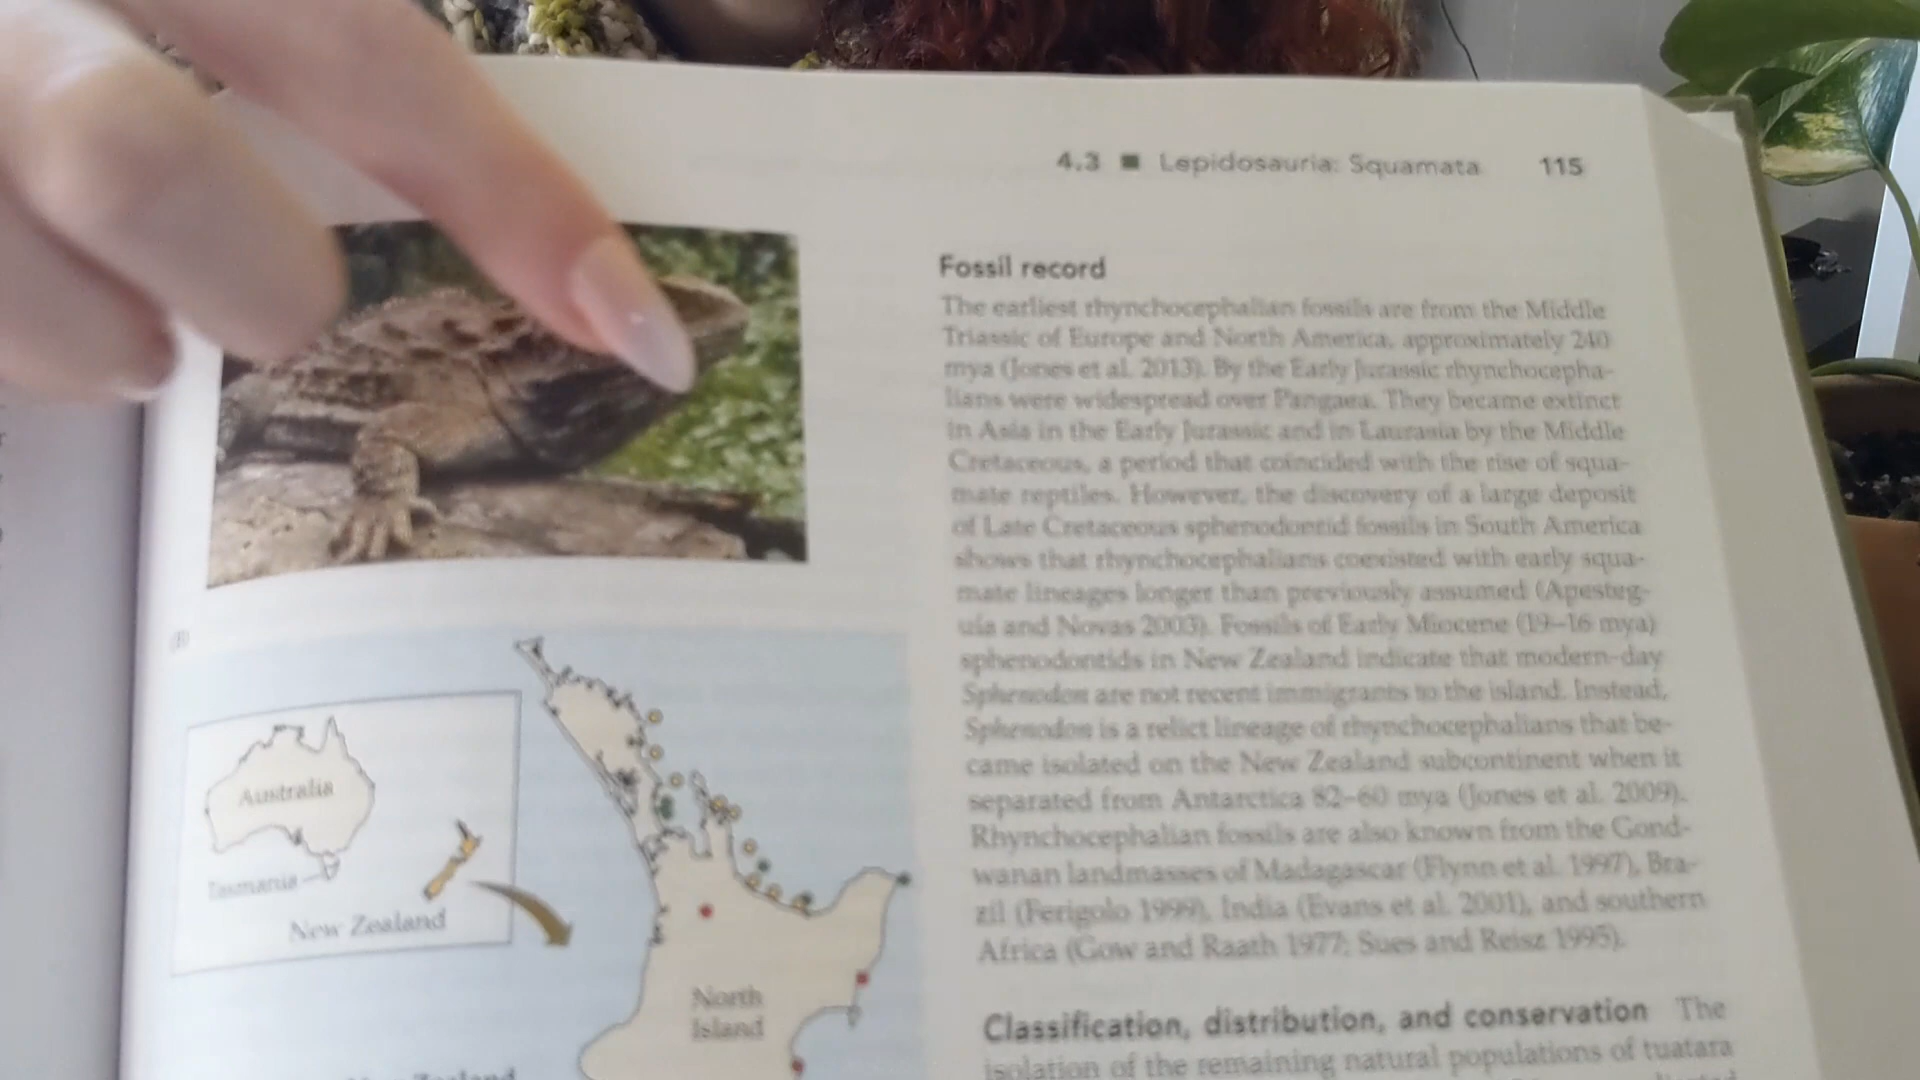 4.3 ■ Lepidosauria: Squamata 115
Fossil record
The earliest rhynchocephalian fossils are from the Middle
Triassic of Europe and North America, approximately 240
mya (Jones et al. 2013). By the Early Jurassic rhynchocepha-
lians were widespread over Pangaea. They became extinct
in Asia in the Early Jurassic and in Laurasia by the Middle
Cretaceous, a period that coincided with the rise of squa-
mate reptiles. However, the discovery of a large deposit
of Late Cretaceous sphenodontid fossils in South America
shows that rhynchocephalians coexisted with early squa-
mate lineages longer than previously assumed (Apesteg-
uía and Novas 2003). Fossils of Early Miocene (19–16 mya)
sphenodontids in New Zealand indicate that modern-day
Sphenodon are not recent immigrants to the island. Instead,
Sphenodon is a relict lineage of rhynchocephalians that be-
came isolated on the New Zealand subcontinent when it
separated from Antarctica 82–60 mya (Jones et al. 2009).
Rhynchocephalian fossils are also known from the Gond-
wanan landmasses of Madagascar (Flynn et al. 1997), Bra-
zil (Ferigolo 1999), India (Evans et al. 2001), and southern
Africa (Gow and Raath 1977; Sues and Reisz 1995).
Classification, distribution, and conservation The
isolation of the remaining natural populations of tuatara
(B)
Australia
Tasmania
New Zealand
North
Island
New Zealand